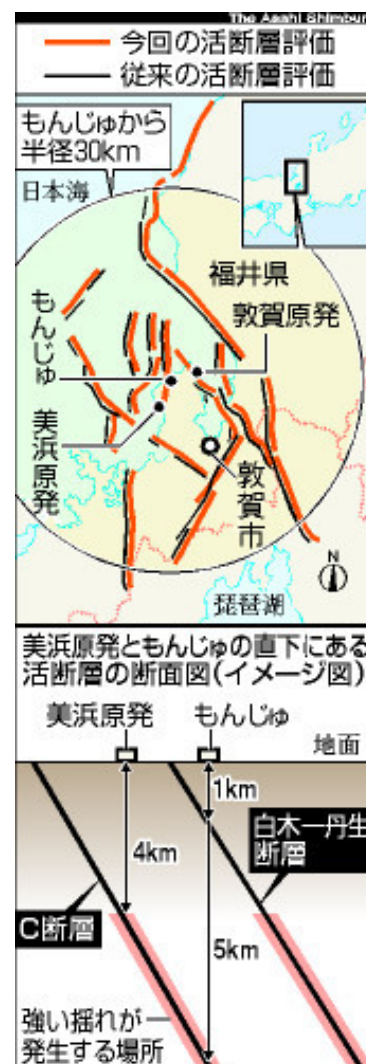 The Asahi Shimbun
今回の活断層評価
従来の活断層評価
もんじゅから
半径30km
日本海
福井県
敦賀原発
もんじゅ
美浜原発
敦賀市
N
琵琶湖
美浜原発ともんじゅの直下にある
活断層の断面図(イメージ図)
美浜原発
もんじゅ
地面
1km
4km
白木ー丹生
断層
C断層
5km
強い揺れが
発生する場所